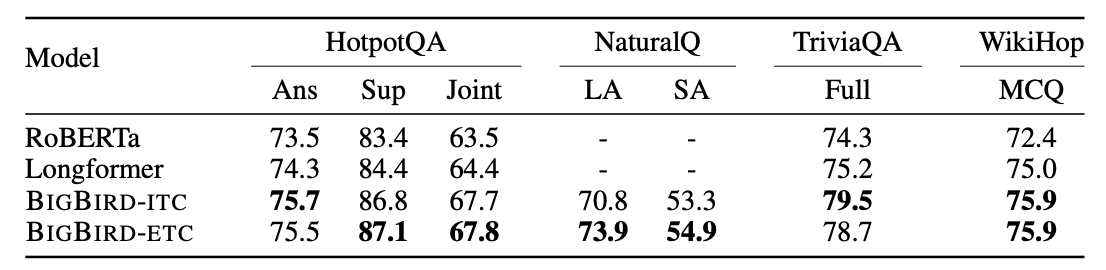 Model HotpotQA NaturalQ TriviaQA WikiHop
Ans Sup Joint LA SA Full MCQ
RoBERTa 73.5 83.4 63.5 - - 74.3 72.4
Longformer 74.3 84.4 64.4 - - 75.2 75.0
BIGBIRD-ITC 75.7 86.8 67.7 70.8 53.3 79.5 75.9
BIGBIRD-ETC 75.5 87.1 67.8 73.9 54.9 78.7 75.9